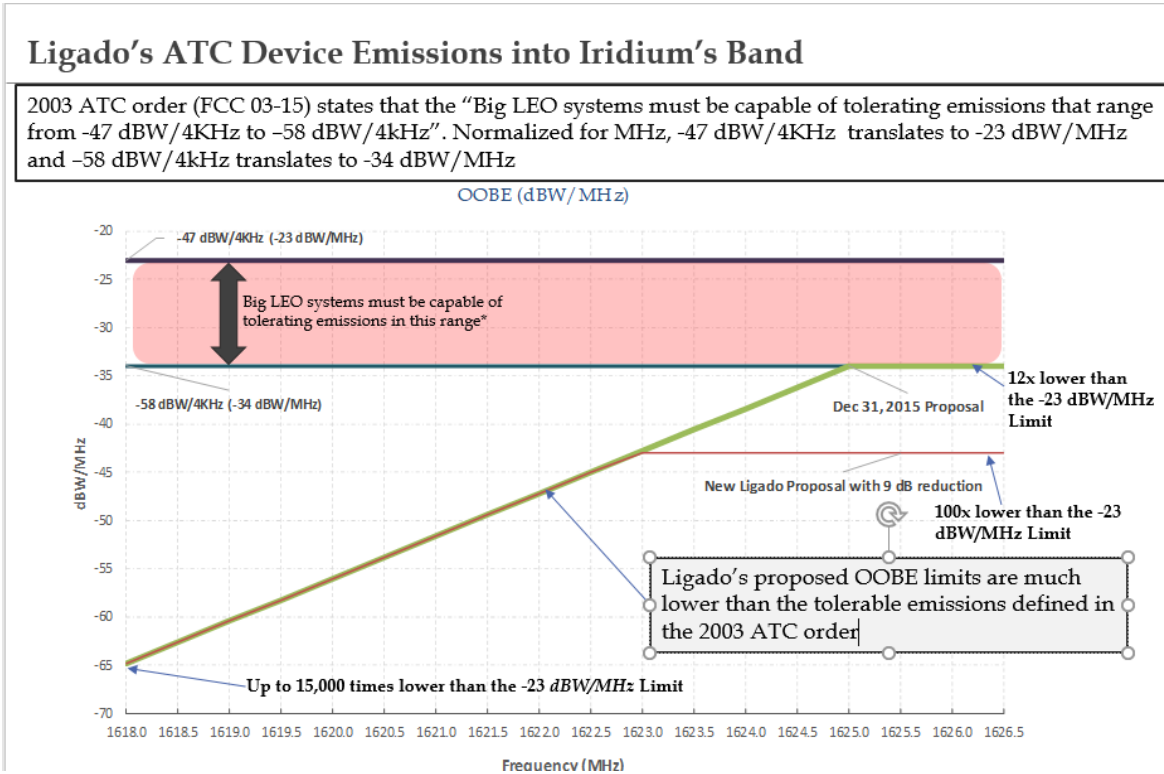 Ligado’s ATC Device Emissions into Iridium’s Band
2003 ATC order (FCC 03-15) states that the “Big LEO systems must be capable of tolerating emissions that range
from -47 dBW/4KHz to –58 dBW/4kHz”. Normalized for MHz, -47 dBW/4KHz translates to -23 dBW/MHz
and –58 dBW/4kHz translates to -34 dBW/MHz
OOBE (dBW/MHz)
-20
-25
-30
-35
-40
-45
-50
-55
-60
-65
-70
dBW/MHz
-47 dBW/4KHz (-23 dBW/MHz)
Big LEO systems must be capable of
tolerating emissions in this range*
-58 dBW/4KHz (-34 dBW/MHz)
Dec 31, 2015 Proposal
12x lower than
the -23 dBW/MHz
Limit
New Ligado Proposal with 9 dB reduction
100x lower than the -23
dBW/MHz Limit
Ligado’s proposed OOBE limits are much
lower than the tolerable emissions defined in
the 2003 ATC order
Up to 15,000 times lower than the -23 dBW/MHz Limit
1618.0 1618.5 1619.0 1619.5 1620.0 1620.5 1621.0 1621.5 1622.0 1622.5 1623.0 1623.5 1624.0 1624.5 1625.0 1625.5 1626.0 1626.5
Frequency (MHz)